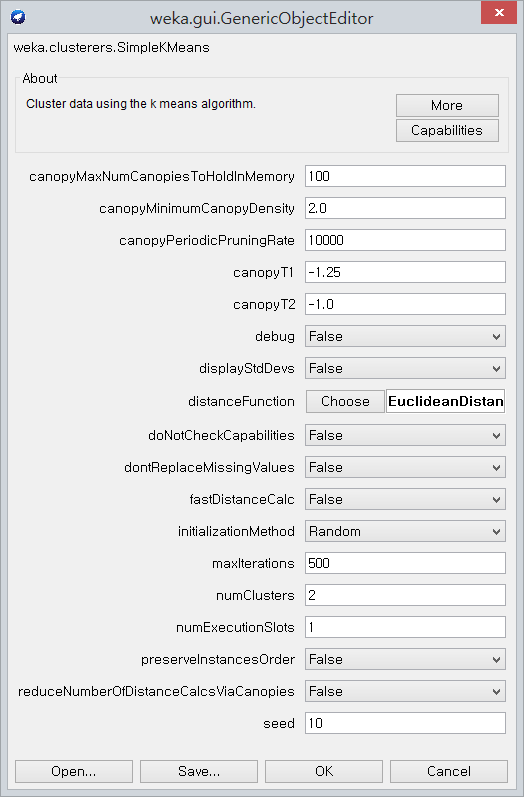 weka.gui.GenericObjectEditor
weka.clusterers.SimpleKMeans
About
Cluster data using the k means algorithm.
More
Capabilities
canopyMaxNumCanopiesToHoldInMemory 100
canopyMinimumCanopyDensity 2.0
canopyPeriodicPruningRate 10000
canopyT1 -1.25
canopyT2 -1.0
debug False
displayStdDevs False
distanceFunction Choose EuclideanDistan
doNotCheckCapabilities False
dontReplaceMissingValues False
fastDistanceCalc False
initializationMethod Random
maxIterations 500
numClusters 2
numExecutionSlots 1
preserveInstancesOrder False
reduceNumberOfDistanceCalcsViaCanopies False
seed 10
Open... Save... OK Cancel